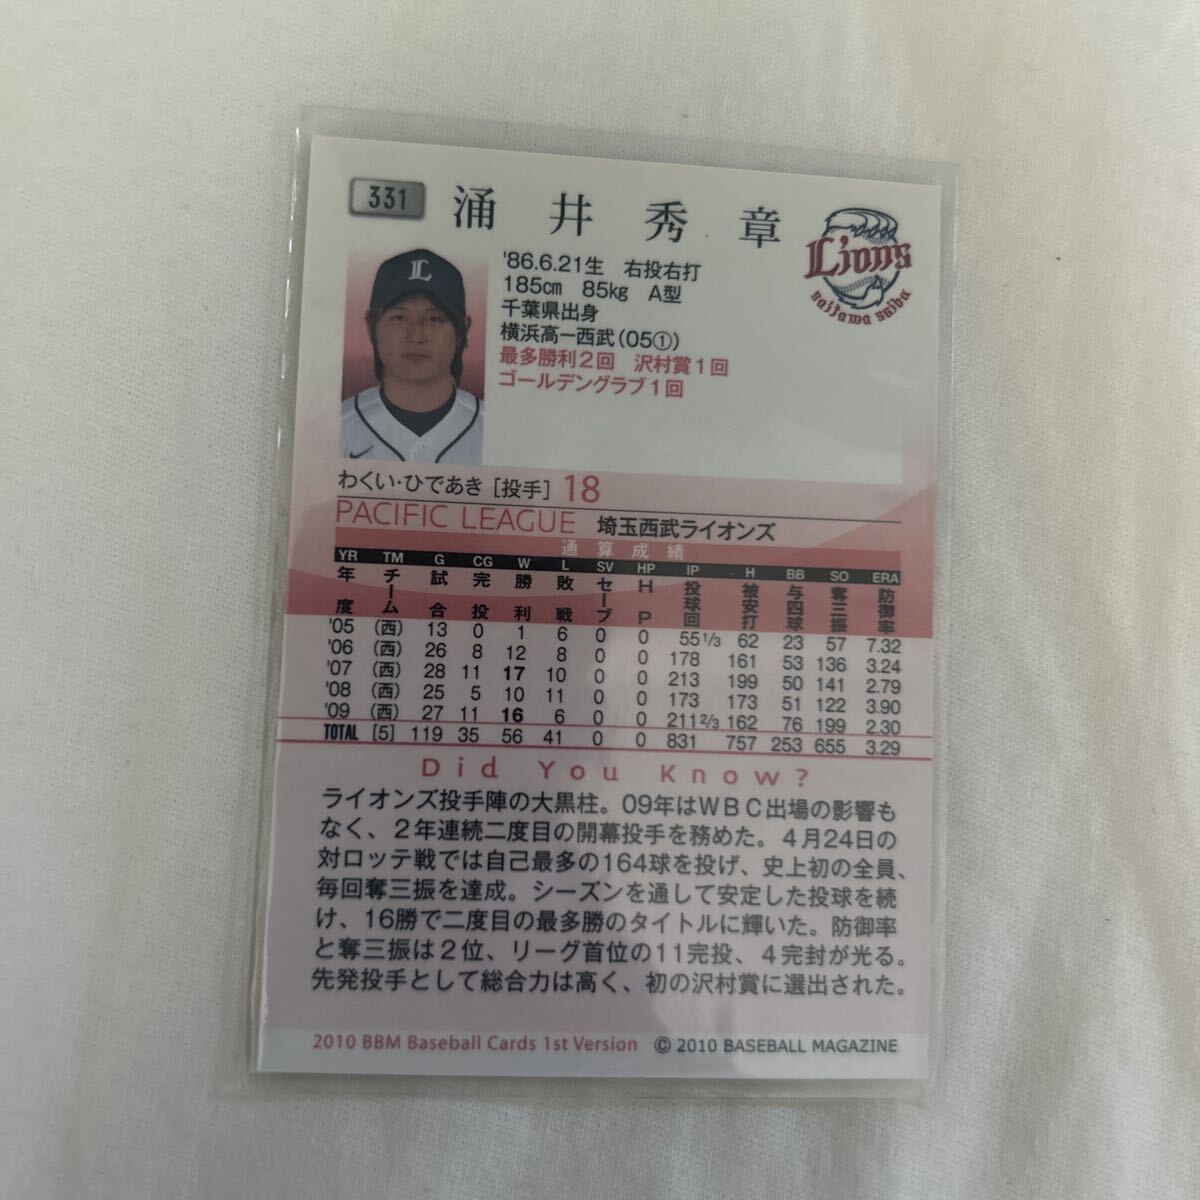 331 涌井秀章
Lions
saitama seibu
L
'86.6.21生 右投右打
185cm 85kg A型
千葉県出身
横浜高ー西武(05①)
最多勝利2回 沢村賞1回
ゴールデングラブ1回
わくい・ひであき [投手] 18
PACIFIC LEAGUE 埼玉西武ライオンズ
通算成績
YR TM G CG W L SV HP IP H BB SO ERA
年度 チーム 試合 完投 勝利 敗戦 セーブ HP 投球回 被安打 与四球 奪三振 防御率
'05 (西) 13 0 1 6 0 0 55 1/3 62 23 57 7.32
'06 (西) 26 8 12 8 0 0 178 161 53 136 3.24
'07 (西) 28 11 17 10 0 0 213 199 50 141 2.79
'08 (西) 25 5 10 11 0 0 173 173 51 122 3.90
'09 (西) 27 11 16 6 0 0 211 2/3 162 76 199 2.30
TOTAL [5] 119 35 56 41 0 0 831 757 253 655 3.29
Did You Know?
ライオンズ投手陣の大黒柱。09年はWBC出場の影響も
なく、2年連続二度目の開幕投手を務めた。4月24日の
対ロッテ戦では自己最多の164球を投げ、史上初の全員、
毎回奪三振を達成。シーズンを通して安定した投球を続
け、16勝で二度目の最多勝のタイトルに輝いた。防御率
と奪三振は2位、リーグ首位の11完投、4完封が光る。
先発投手として総合力は高く、初の沢村賞に選出された。
2010 BBM Baseball Cards 1st Version © 2010 BASEBALL MAGAZINE